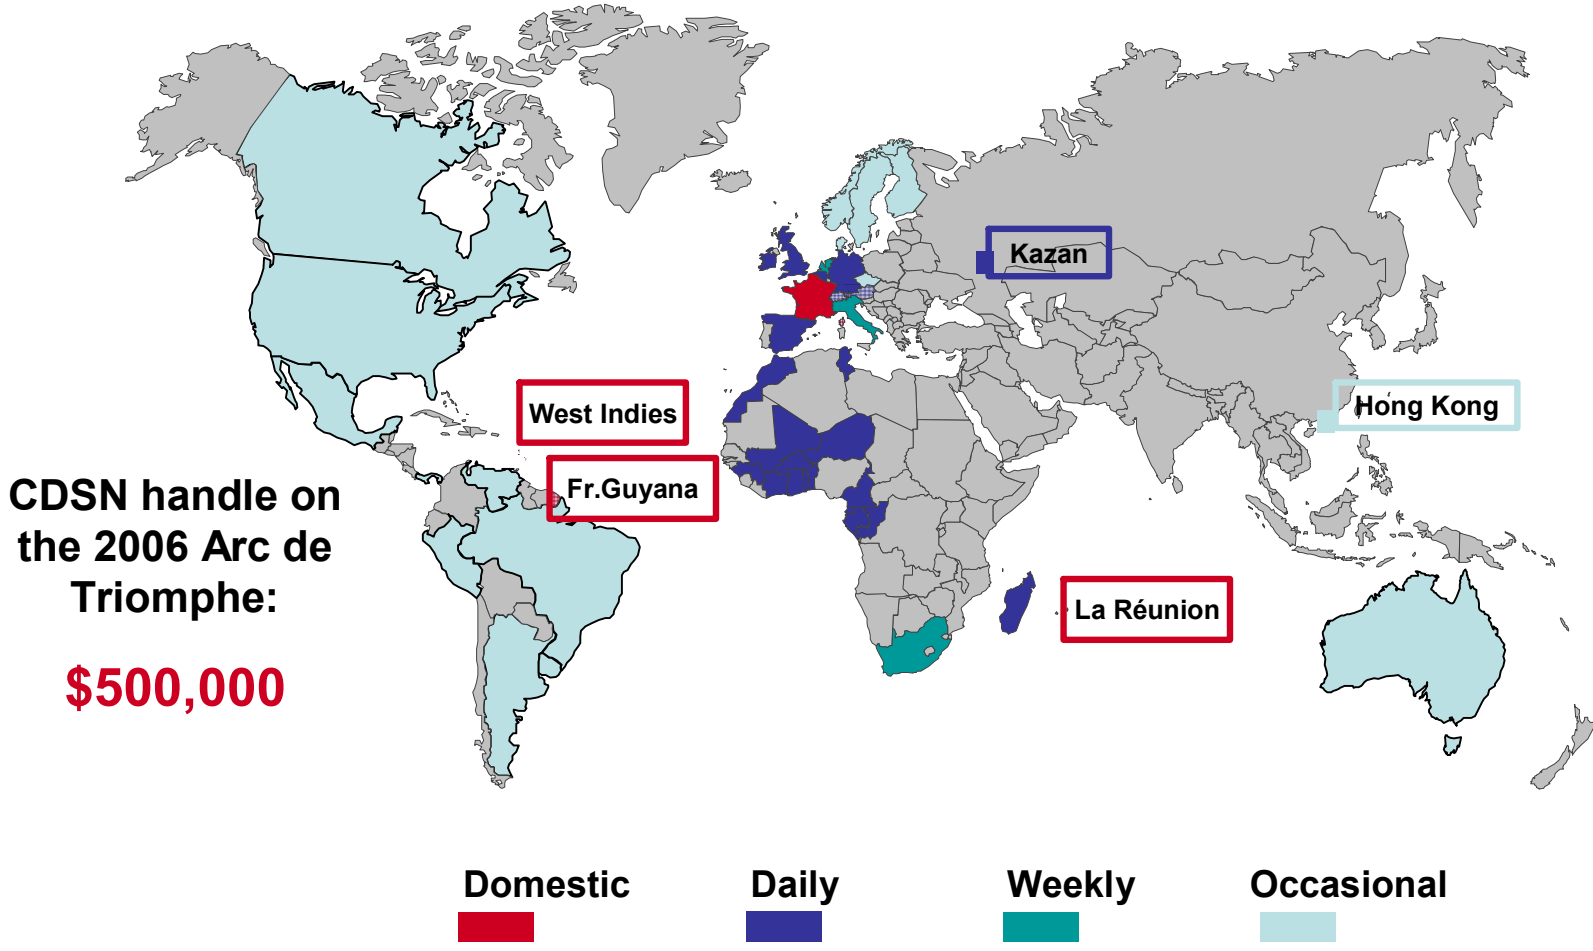 Kazan
Hong Kong
West Indies
Fr.Guyana
CDSN handle on
the 2006 Arc de
Triomphe:
$500,000
La Réunion
Domestic
Daily
Weekly
Occasional